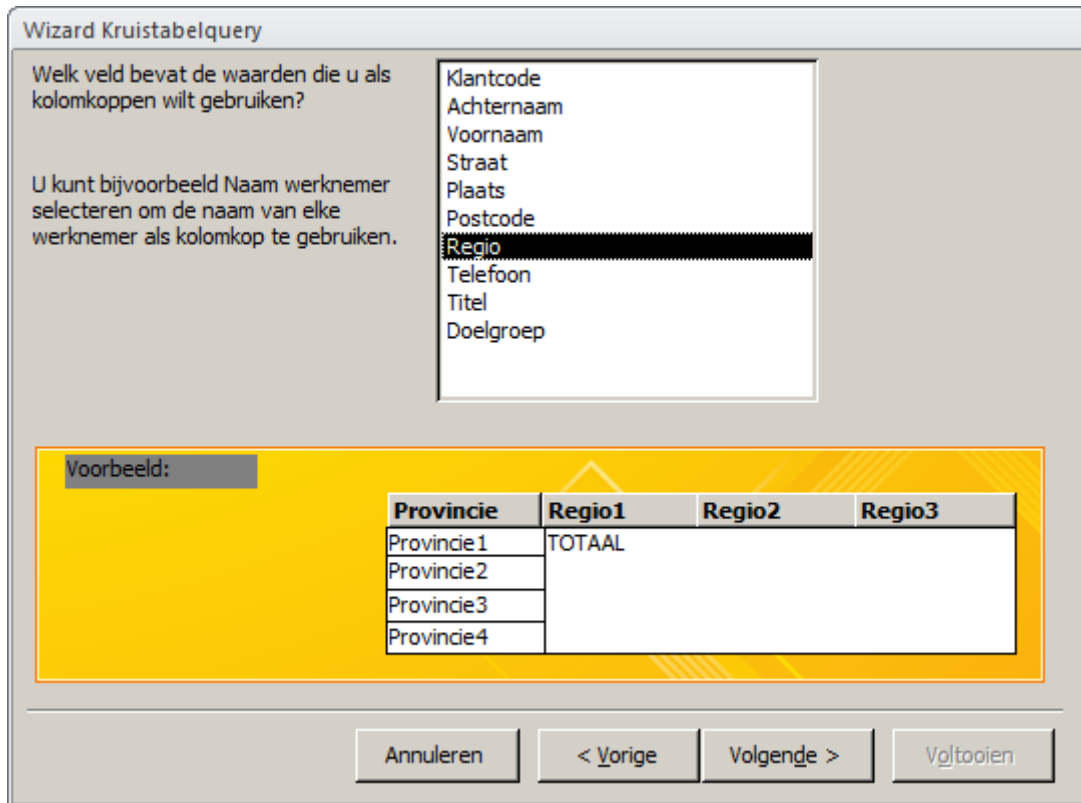 Wizard Kruistabelquery
Welk veld bevat de waarden die u als
kolomkoppen wilt gebruiken?
U kunt bijvoorbeeld Naam werknemer
selecteren om de naam van elke
werknemer als kolomkop te gebruiken.
Klantcode
Achternaam
Voornaam
Straat
Plaats
Postcode
Regio
Telefoon
Titel
Doelgroep
Voorbeeld:
Provincie Regio1 Regio2 Regio3
Provincie1 TOTAAL
Provincie2
Provincie3
Provincie4
Annuleren < Vorige Volgende > Voltooien